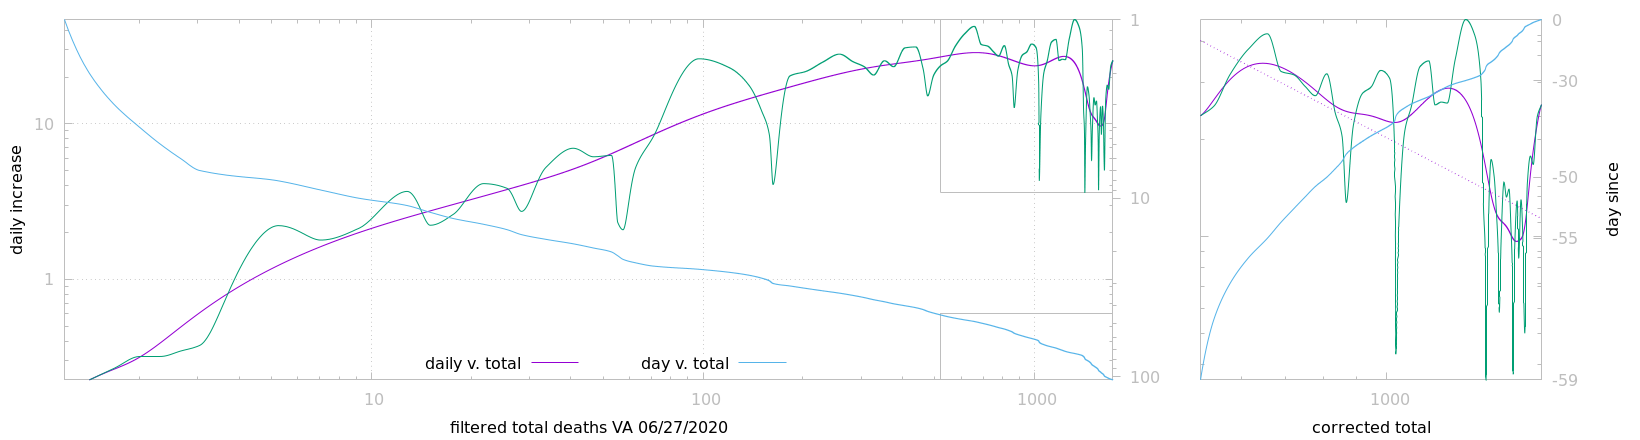 daily increase
10
1
daily v. total
day v. total
10
100
1000
filtered total deaths VA 06/27/2020
1
10
100
1000
corrected total
0
-30
-50
-55
-59
day since